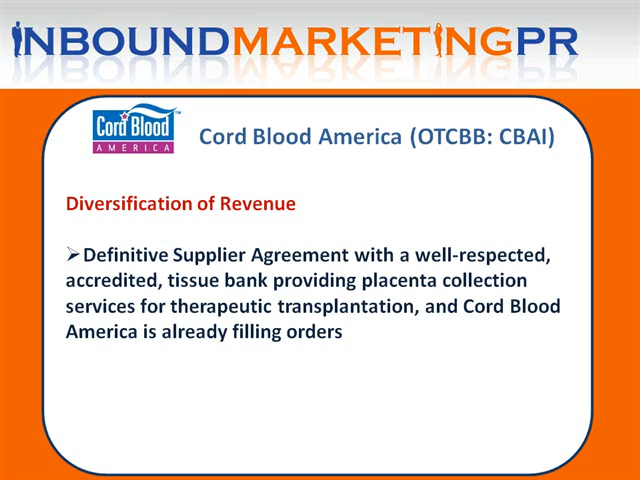 INBOUNDMARKETINGPR
Cord Blood™
AMERICA
Cord Blood America (OTCBB: CBAI)
Diversification of Revenue
➢ Definitive Supplier Agreement with a well-respected,
accredited, tissue bank providing placenta collection
services for therapeutic transplantation, and Cord Blood
America is already filling orders